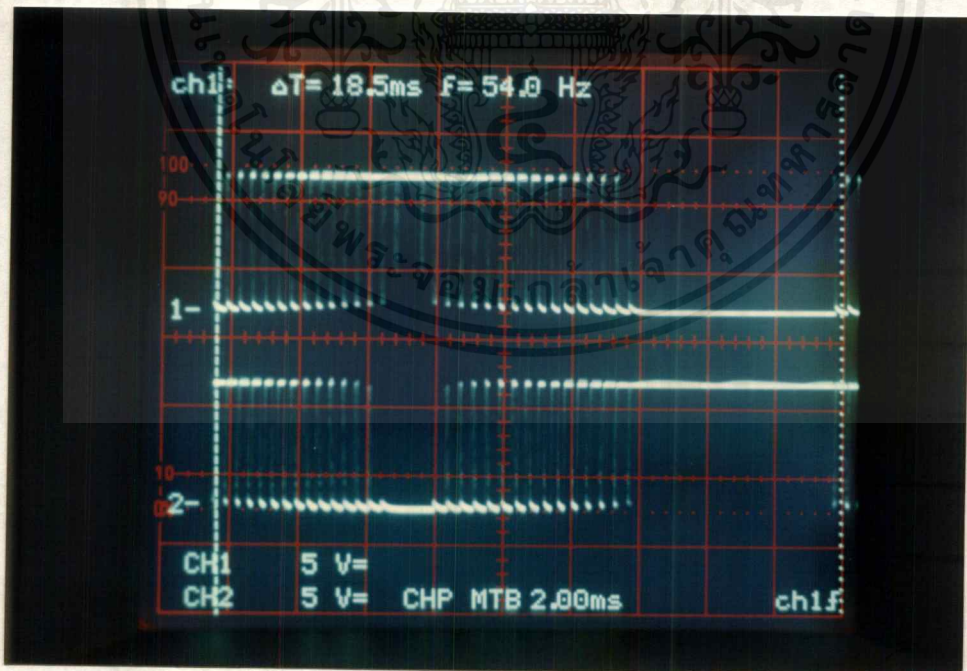 ch1: ΔT= 18.5ms f= 54.0 Hz
100
90
1-
10
2-
CH1 5 V=
CH2 5 V= CHP MTB 2.00ms ch1